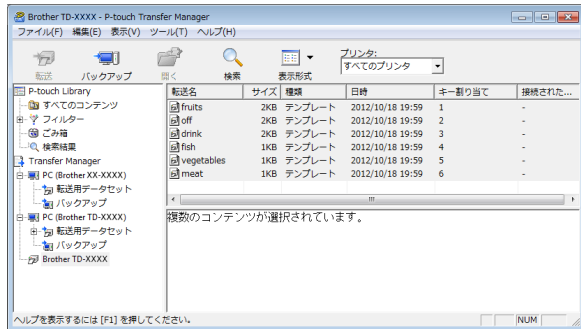 Brother TD-XXXX - P-touch Transfer Manager
ファイル(F) 編集(E) 表示(V) ツール(T) ヘルプ(H)
転送 バックアップ 開く 検索 表示形式
プリンタ:
すべてのプリンタ
P-touch Library
すべてのコンテンツ
フィルター
ごみ箱
検索結果
Transfer Manager
PC (Brother XX-XXXX)
転送用データセット
バックアップ
PC (Brother TD-XXXX)
転送用データセット
バックアップ
Brother TD-XXXX
転送名 サイズ 種類 日時 キー割り当て 接続された...
fruits 2KB テンプレート 2012/10/18 19:59 1 -
off 2KB テンプレート 2012/10/18 19:59 2 -
drink 2KB テンプレート 2012/10/18 19:59 3 -
fish 1KB テンプレート 2012/10/18 19:59 4 -
vegetables 1KB テンプレート 2012/10/18 19:59 5 -
meat 1KB テンプレート 2012/10/18 19:59 6 -
複数のコンテンツが選択されています。
ヘルプを表示するには [F1] を押してください。 NUM